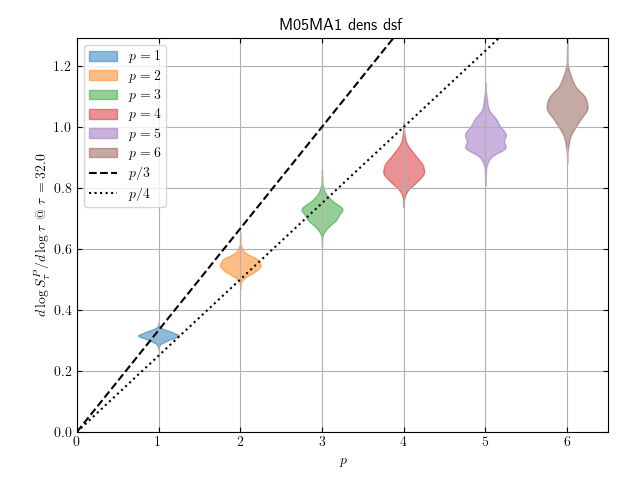 M05MA1 dens dsf
p = 1
p = 2
p = 3
p = 4
p = 5
p = 6
p/3
p/4
d log S_τ^P / d log τ @ τ = 32.0
1.2
1.0
0.8
0.6
0.4
0.2
0.0
0 1 2 3 4 5 6
p